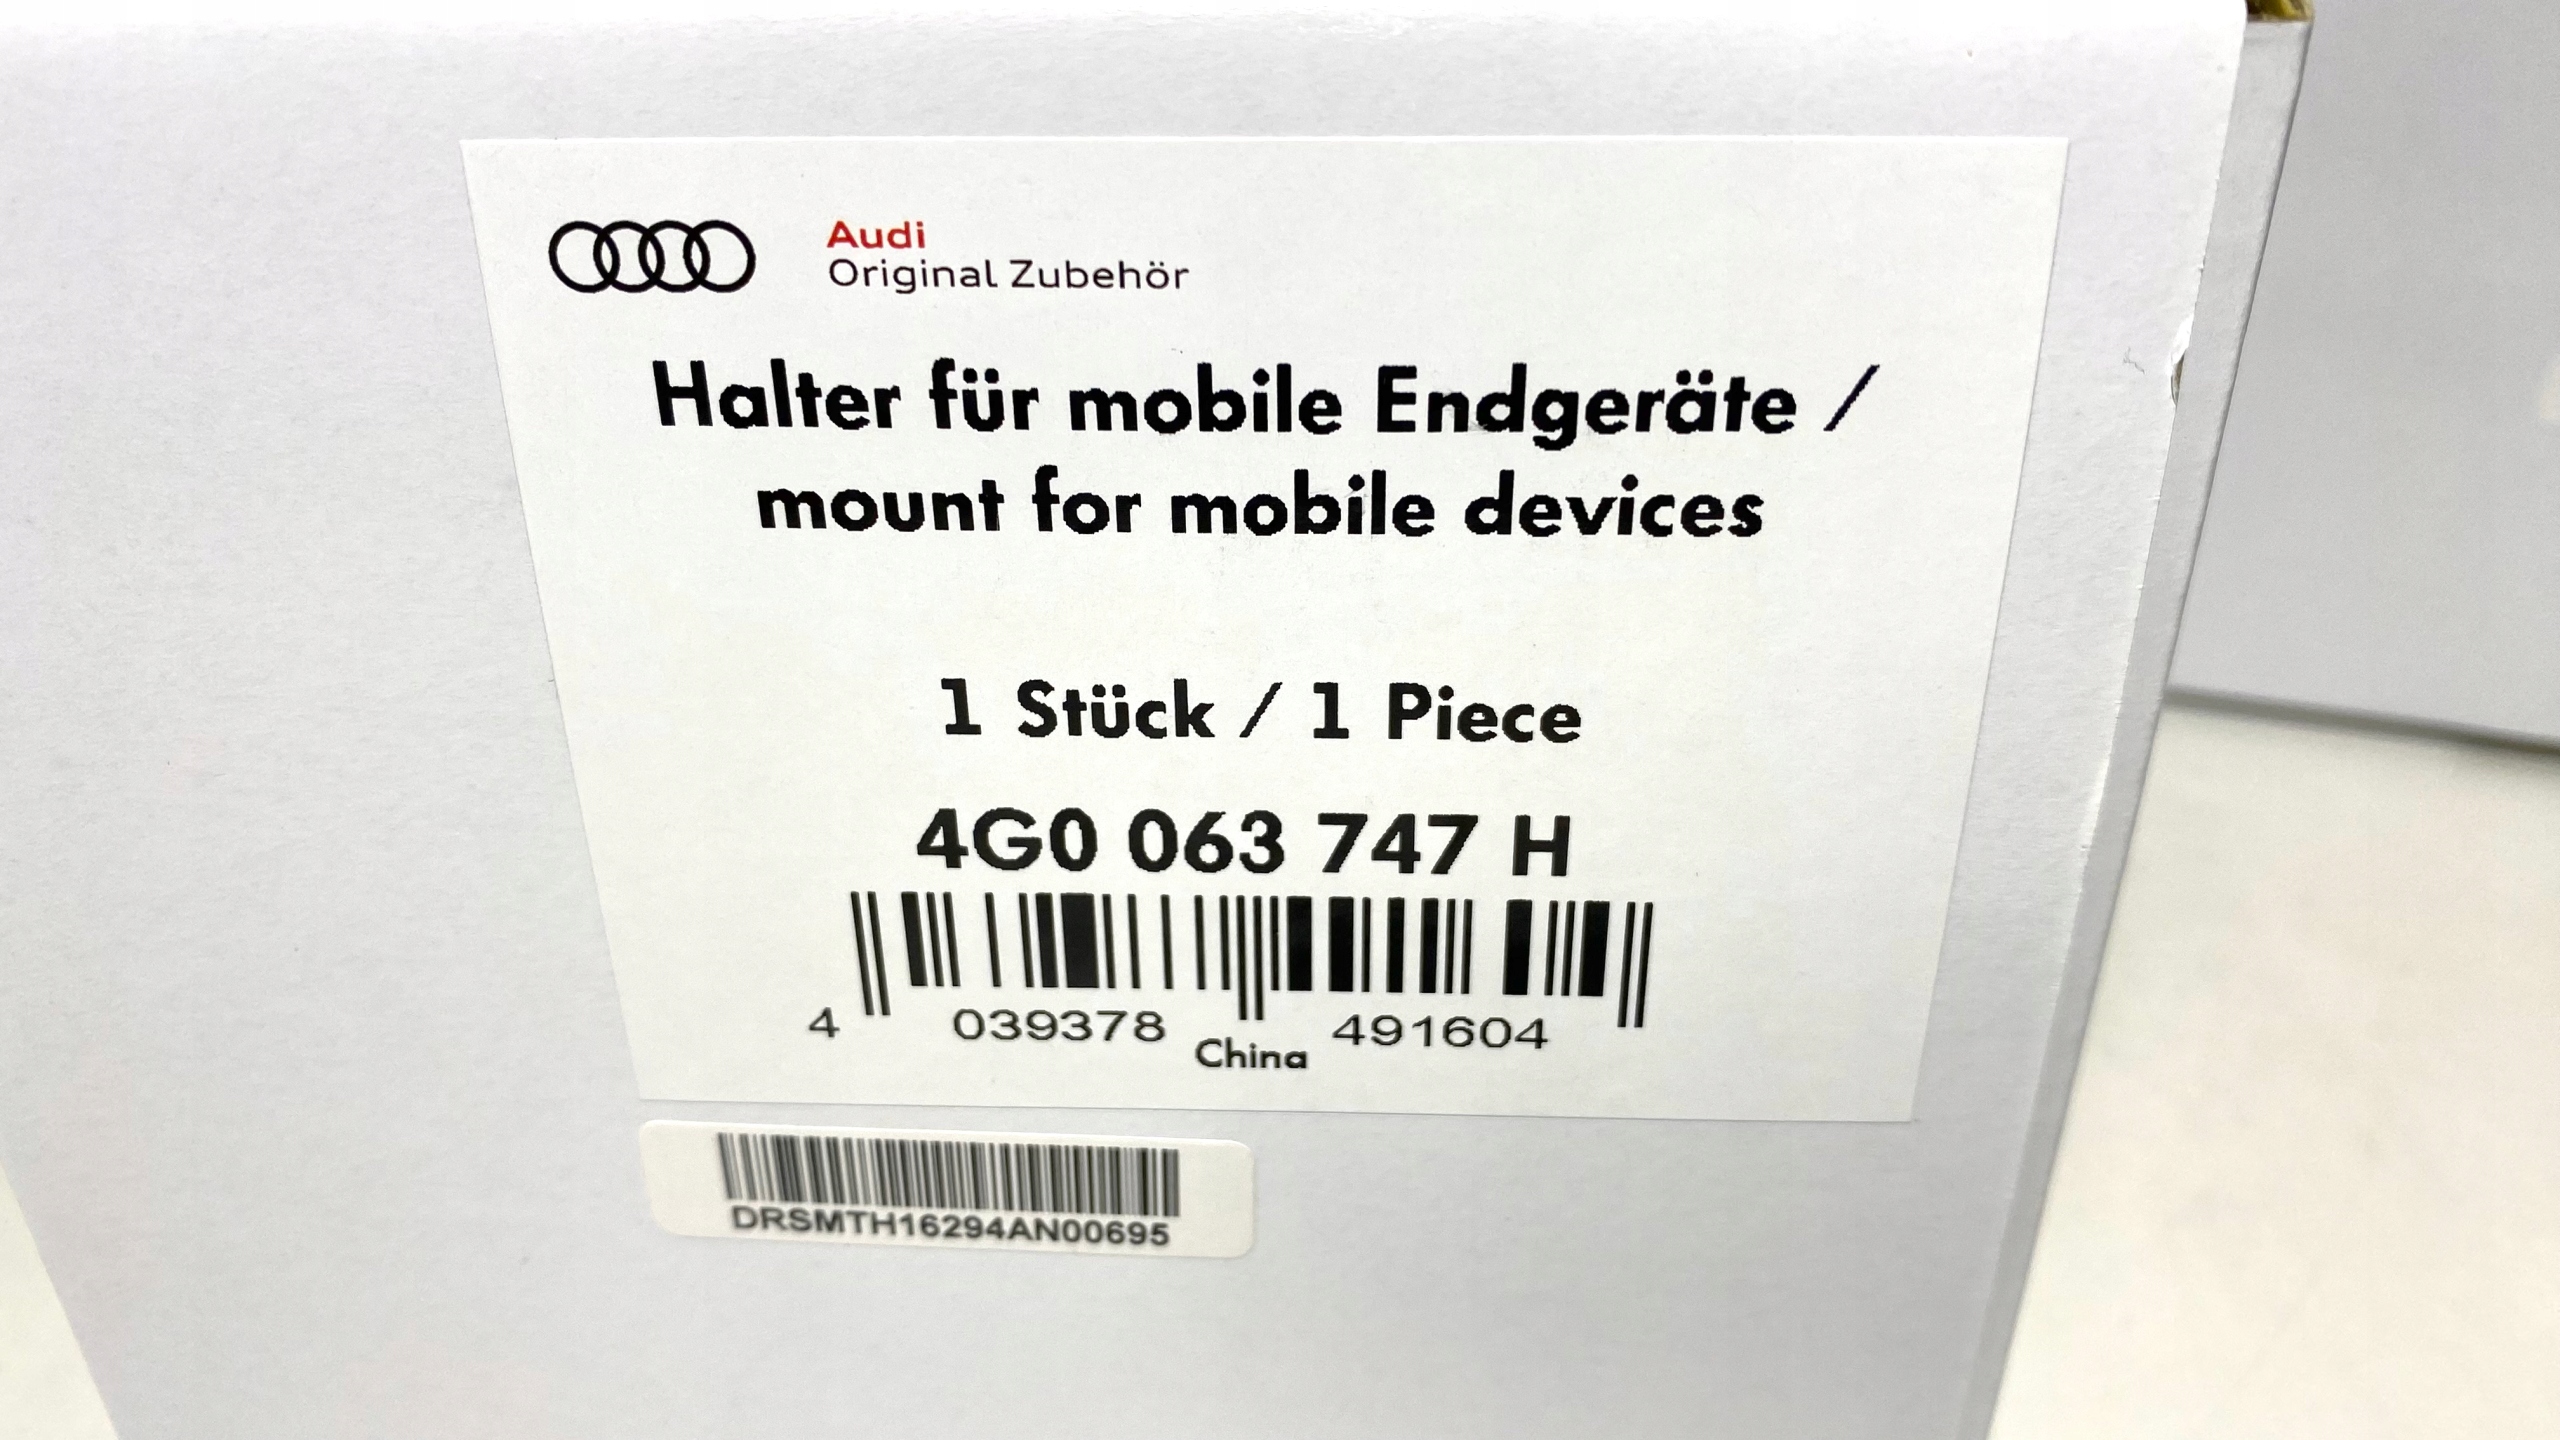 Audi
Original Zubehör
Halter für mobile Endgeräte /
mount for mobile devices
1 Stück / 1 Piece
4G0 063 747 H
4 039378 491604
China
DRSMTH16294AN00695